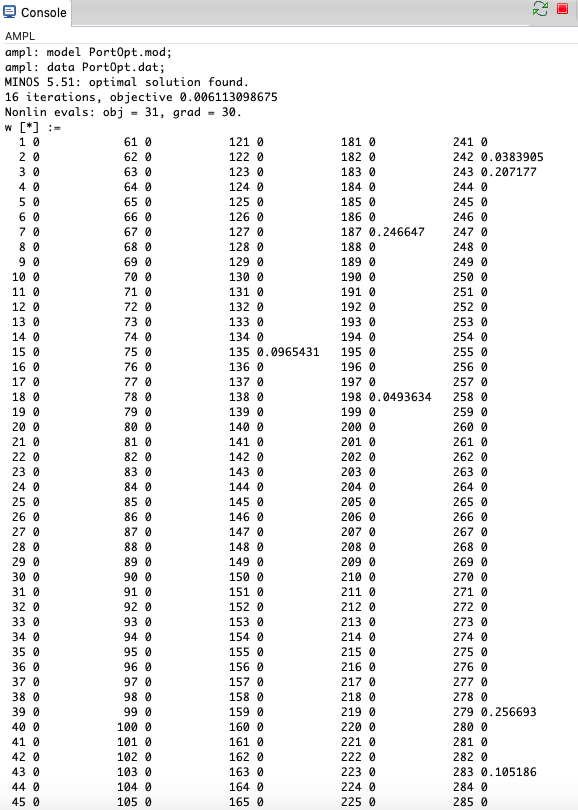 Console
AMPL
ampl: model PortOpt.mod;
ampl: data PortOpt.dat;
MINOS 5.51: optimal solution found.
16 iterations, objective 0.006113098675
Nonlin evals: obj = 31, grad = 30.
w [*] :=
1 0 61 0 121 0 181 0 241 0
2 0 62 0 122 0 182 0 242 0.0383905
3 0 63 0 123 0 183 0 243 0.207177
4 0 64 0 124 0 184 0 244 0
5 0 65 0 125 0 185 0 245 0
6 0 66 0 126 0 186 0 246 0
7 0 67 0 127 0 187 0.246647 247 0
8 0 68 0 128 0 188 0 248 0
9 0 69 0 129 0 189 0 249 0
10 0 70 0 130 0 190 0 250 0
11 0 71 0 131 0 191 0 251 0
12 0 72 0 132 0 192 0 252 0
13 0 73 0 133 0 193 0 253 0
14 0 74 0 134 0 194 0 254 0
15 0 75 0 135 0.0965431 195 0 255 0
16 0 76 0 136 0 196 0 256 0
17 0 77 0 137 0 197 0 257 0
18 0 78 0 138 0 198 0.0493634 258 0
19 0 79 0 139 0 199 0 259 0
20 0 80 0 140 0 200 0 260 0
21 0 81 0 141 0 201 0 261 0
22 0 82 0 142 0 202 0 262 0
23 0 83 0 143 0 203 0 263 0
24 0 84 0 144 0 204 0 264 0
25 0 85 0 145 0 205 0 265 0
26 0 86 0 146 0 206 0 266 0
27 0 87 0 147 0 207 0 267 0
28 0 88 0 148 0 208 0 268 0
29 0 89 0 149 0 209 0 269 0
30 0 90 0 150 0 210 0 270 0
31 0 91 0 151 0 211 0 271 0
32 0 92 0 152 0 212 0 272 0
33 0 93 0 153 0 213 0 273 0
34 0 94 0 154 0 214 0 274 0
35 0 95 0 155 0 215 0 275 0
36 0 96 0 156 0 216 0 276 0
37 0 97 0 157 0 217 0 277 0
38 0 98 0 158 0 218 0 278 0
39 0 99 0 159 0 219 0 279 0.256693
40 0 100 0 160 0 220 0 280 0
41 0 101 0 161 0 221 0 281 0
42 0 102 0 162 0 222 0 282 0
43 0 103 0 163 0 223 0 283 0.105186
44 0 104 0 164 0 224 0 284 0
45 0 105 0 165 0 225 0 285 0